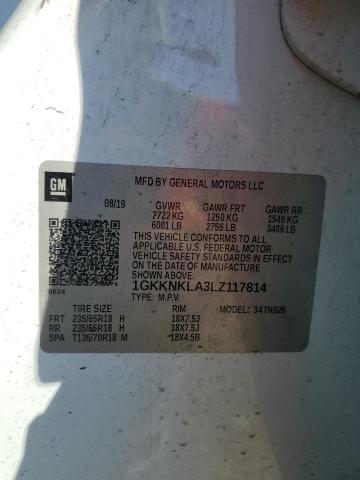 GM
MFD BY GENERAL MOTORS LLC
08/19 GVWR GAWR FRT GAWR RR
2722 KG 1250 KG 1545 KG
6001 LB 2755 LB 3406 LB
THIS VEHICLE CONFORMS TO ALL
APPLICABLE U.S. FEDERAL MOTOR
VEHICLE SAFETY STANDARDS IN
EFFECT ON THE DATE OF MANUFACTURE
SHOWN ABOVE.
8624
1GKKNKLA3LZ117814
TYPE: M.P.V. MODEL: 34TNB26
TIRE SIZE RIM
FRT 235/65R18 H 18X7.5J
RR 235/65R18 H 18X7.5J
SPA T135/70R18 M 18X4.5B